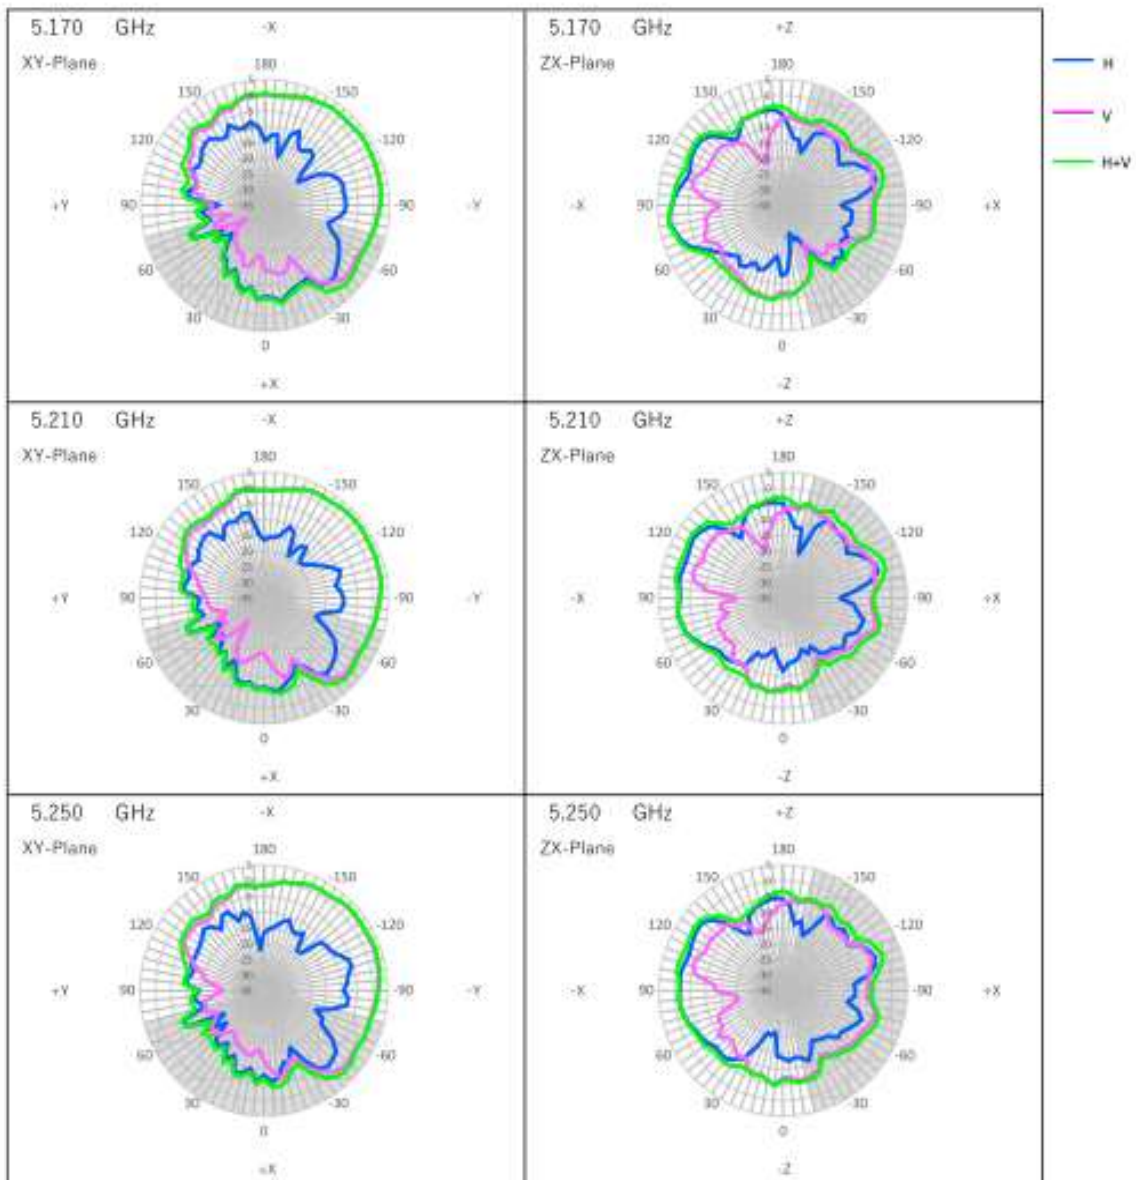 5.170 GHz -X
XY-Plane
180
150 -150
120 -120
+Y 90 -90 -Y
60 -60
30 -30
0
+X
5.170 GHz +Z
ZX-Plane
180
150 -150
120 -120
-X 90 -90 +X
60 -60
30 -30
0
-Z
H
V
H+V
5.210 GHz -X
XY-Plane
180
150 -150
120 -120
+Y 90 -90 -Y
60 -60
30 -30
0
+X
5.210 GHz +Z
ZX-Plane
180
150 -150
120 -120
-X 90 -90 +X
60 -60
30 -30
0
-Z
5.250 GHz -X
XY-Plane
180
150 -150
120 -120
+Y 90 -90 -Y
60 -60
30 -30
0
+X
5.250 GHz +Z
ZX-Plane
180
150 -150
120 -120
-X 90 -90 +X
60 -60
30 -30
0
-Z